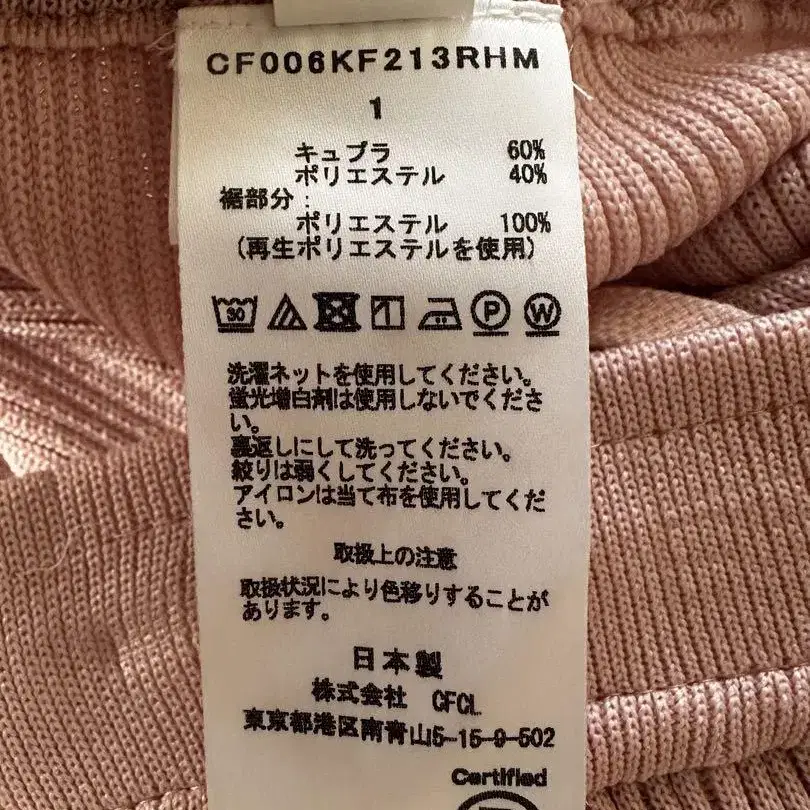 CF006KF213RHM
1
キュプラ 60%
ポリエステル 40%
裾部分:
ポリエステル 100%
(再生ポリエステルを使用)
30
P
W
洗濯ネットを使用してください。
蛍光増白剤は使用しないでくださ
い。
裏返しにして洗ってください。
絞りは弱くしてください。
アイロンは当て布を使用してくだ
さい。
取扱上の注意
取扱状況により色移りすることが
あります。
日本製
株式会社 CFCL
東京都港区南青山5-15-9-502
Certified